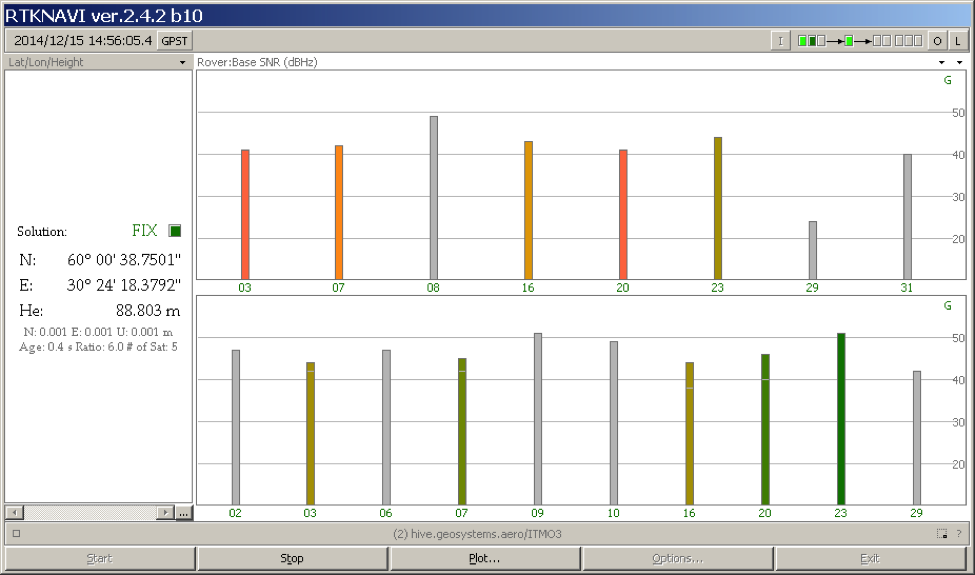 RTKNAVI ver.2.4.2 b10
2014/12/15 14:56:05.4 GPST I O L
Lat/Lon/Height
Rover:Base SNR (dBHz)
G
50
40
30
20
03 07 08 16 20 23 29 31
Solution: FIX
N: 60° 00' 38.7501"
E: 30° 24' 18.3792"
He: 88.803 m
N: 0.001 E: 0.001 U: 0.001 m
Age: 0.4 s Ratio: 6.0 # of Sat: 5
G
50
40
30
20
02 03 06 07 09 10 16 20 23 29
...
(2) hive.geosystems.aero/ITMO3 ?
Start Stop Plot... Options... Exit